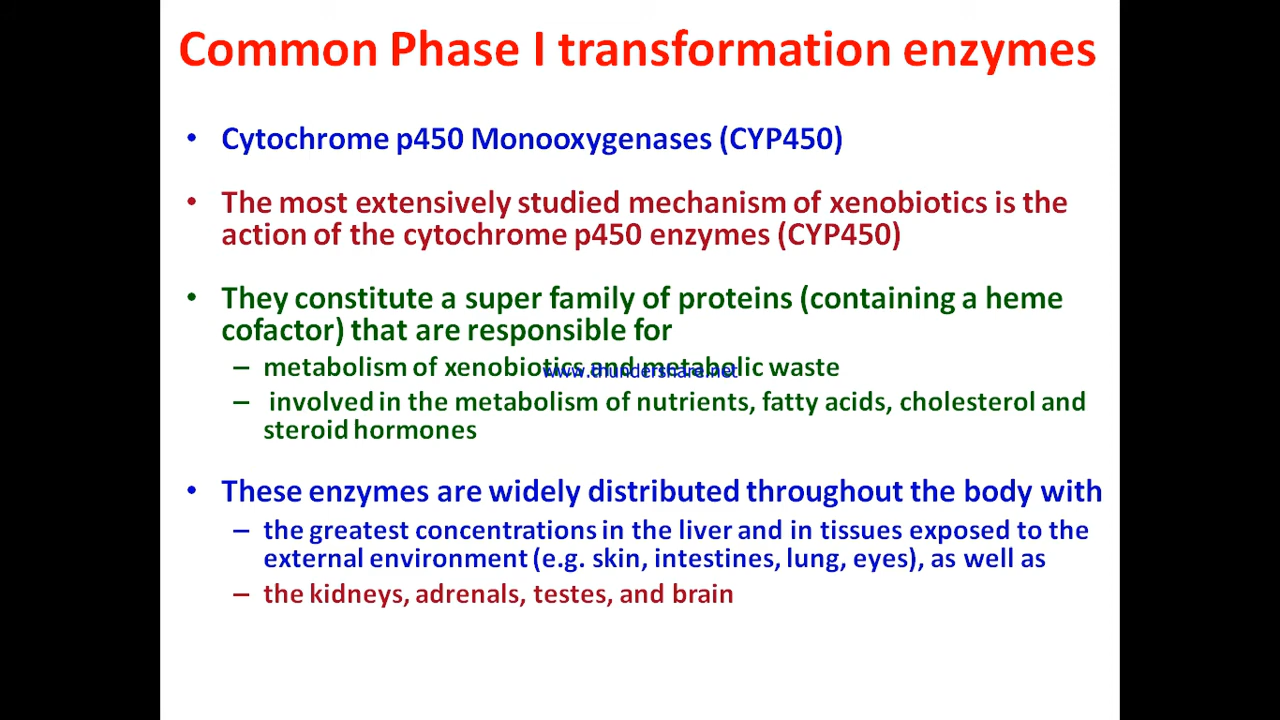 Common Phase I transformation enzymes
• Cytochrome p450 Monooxygenases (CYP450)
• The most extensively studied mechanism of xenobiotics is the
action of the cytochrome p450 enzymes (CYP450)
• They constitute a super family of proteins (containing a heme
cofactor) that are responsible for
– metabolism of xenobiotics and metabolic waste
www.thundershare.net
– involved in the metabolism of nutrients, fatty acids, cholesterol and
steroid hormones
• These enzymes are widely distributed throughout the body with
– the greatest concentrations in the liver and in tissues exposed to the
external environment (e.g. skin, intestines, lung, eyes), as well as
– the kidneys, adrenals, testes, and brain